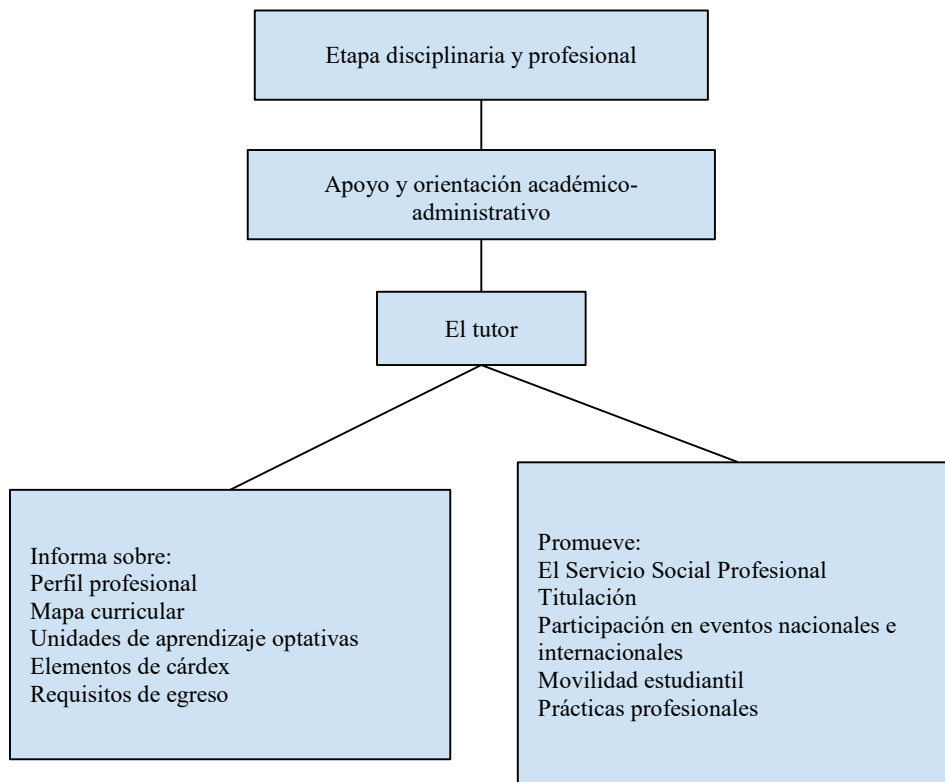 Etapa disciplinaria y profesional
Apoyo y orientación académico-
administrativo
El tutor
Informa sobre:
Perfil profesional
Mapa curricular
Unidades de aprendizaje optativas
Elementos de cárdex
Requisitos de egreso
Promueve:
El Servicio Social Profesional
Titulación
Participación en eventos nacionales e
internacionales
Movilidad estudiantil
Prácticas profesionales